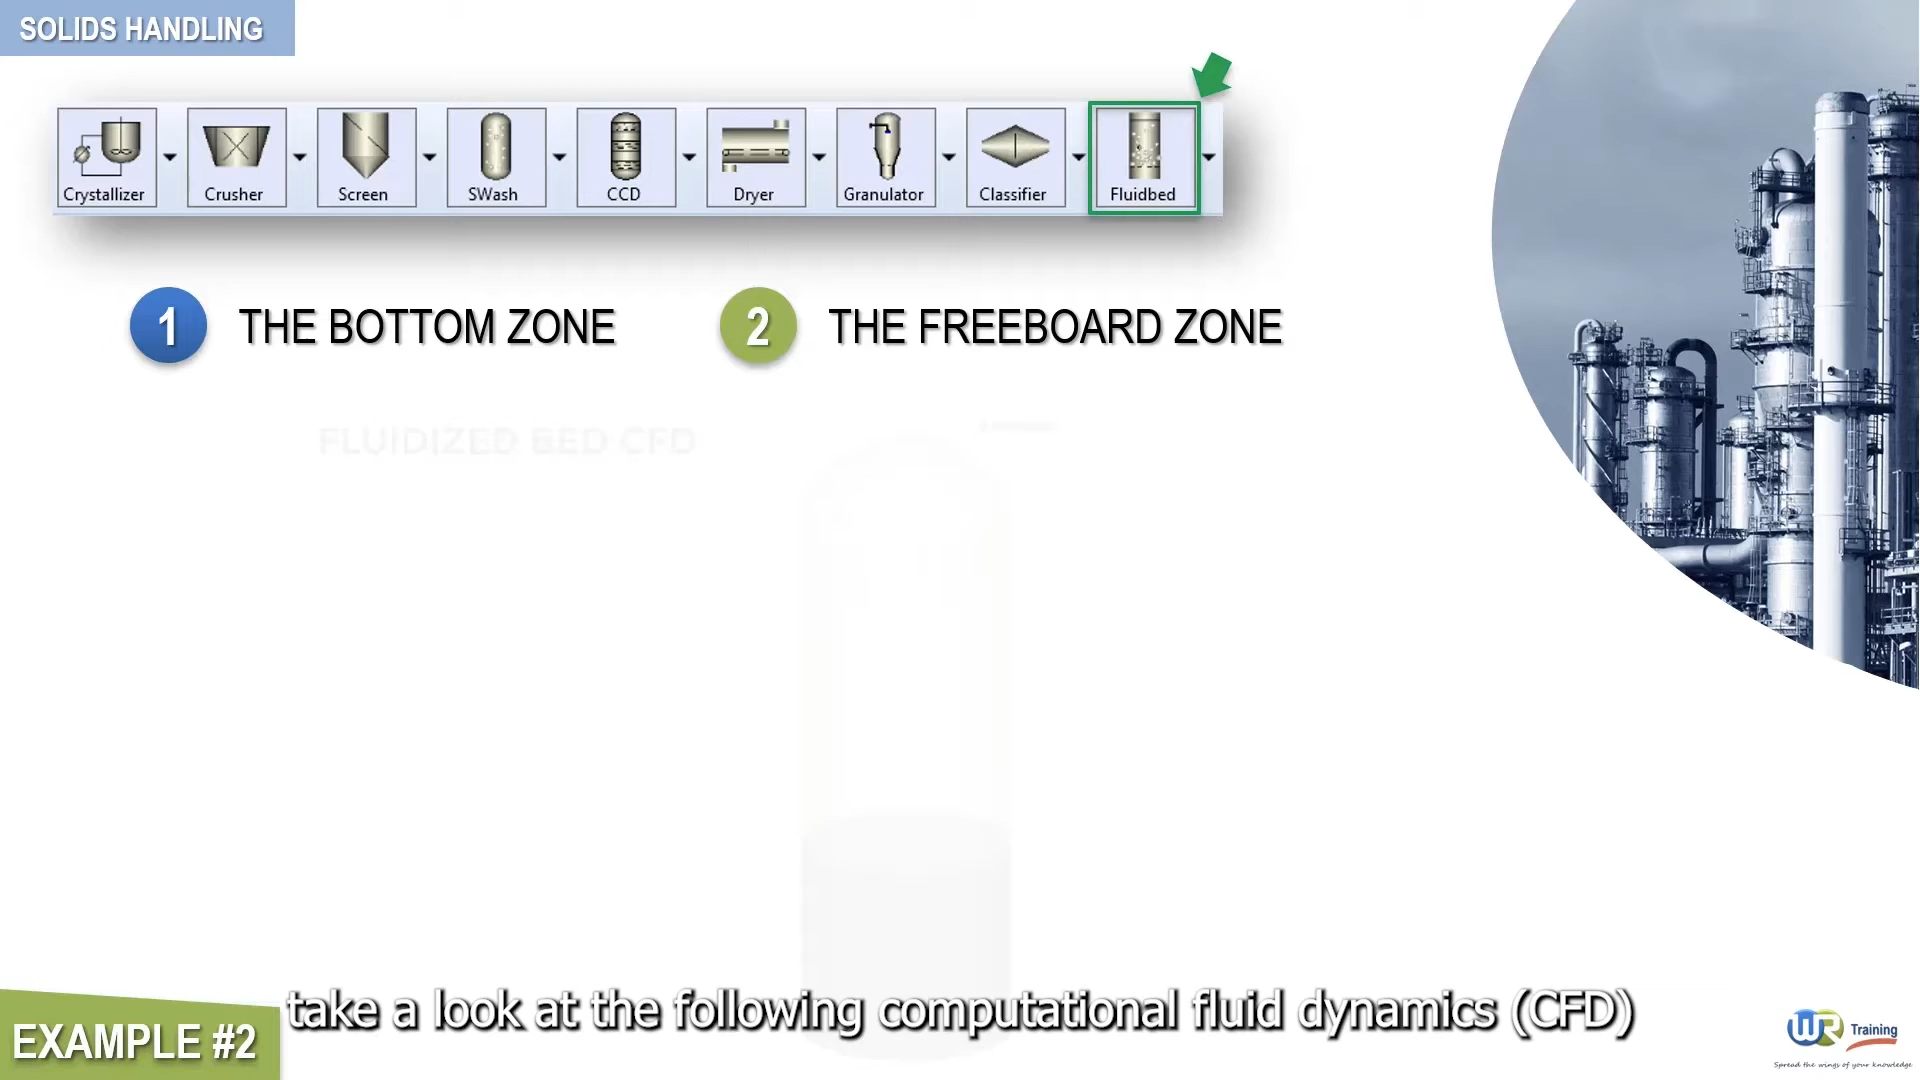 SOLIDS HANDLING
Crystallizer
Crusher
Screen
SWash
CCD
Dryer
Granulator
Classifier
Fluidbed
1 THE BOTTOM ZONE
2 THE FREEBOARD ZONE
FLUIDIZED BED CFD
take a look at the following computational fluid dynamics (CFD)
EXAMPLE #2
WR Training
Spread the wings of your knowledge